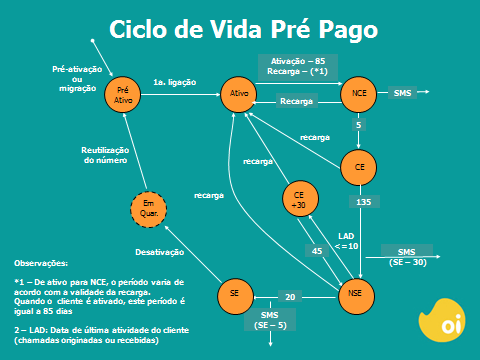 Ciclo de Vida Pré Pago
Pré-ativação
ou
migração
Pré
Ativo
1a. ligação
Ativo
Ativação – 85
Recarga – (*1)
Recarga
NCE
SMS
5
recarga
CE
recarga
135
CE
+30
LAD
<=10
45
recarga
SMS
(SE – 30)
Reutilização
do número
Em
Quar.
Desativação
SE
20
NSE
SMS
(SE – 5)
Observações:
*1 – De ativo para NCE, o período varia de
acordo com a validade da recarga.
Quando o cliente é ativado, este período é
igual a 85 dias
2 – LAD: Data de última atividade do cliente
(chamadas originadas ou recebidas)
oi